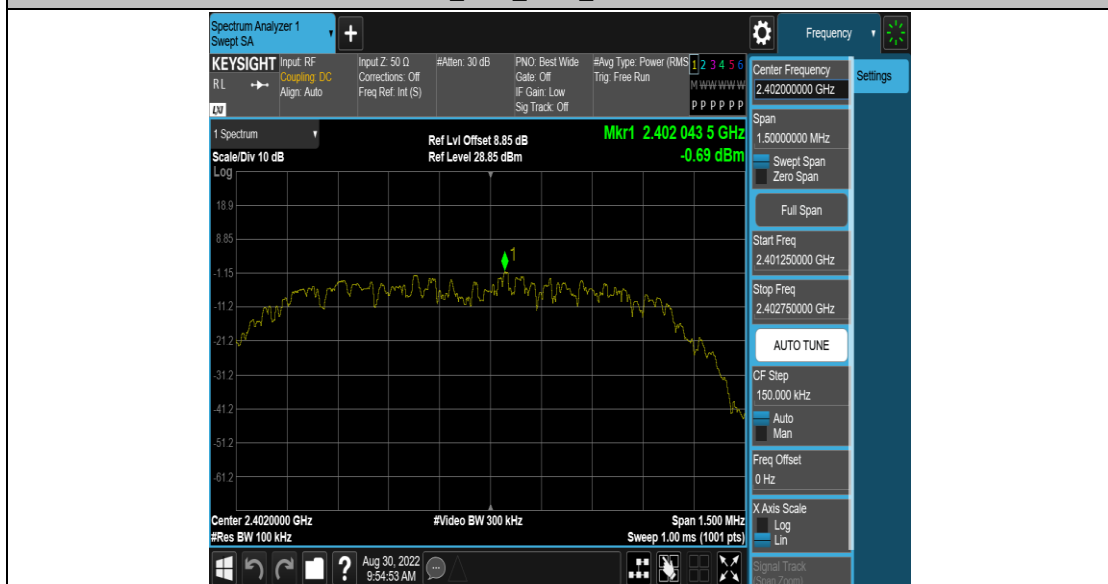 Spectrum Analyzer 1
Swept SA
Frequency
KEYSIGHT
RL
LXI
Input: RF
Coupling: DC
Align: Auto
Input Z: 50 Ω
Corrections: Off
Freq Ref: Int (S)
#Atten: 30 dB
PNO: Best Wide
Gate: Off
IF Gain: Low
Sig Track: Off
#Avg Type: Power (RMS
Trig: Free Run
1 2 3 4 5 6
M W W W W W
P P P P P P
Center Frequency
2.402000000 GHz
Settings
Span
1.50000000 MHz
Swept Span
Zero Span
Full Span
Start Freq
2.401250000 GHz
Stop Freq
2.402750000 GHz
AUTO TUNE
CF Step
150.000 kHz
Auto
Man
Freq Offset
0 Hz
X Axis Scale
Log
Lin
Signal Track
(Span Zoom)
1 Spectrum
Scale/Div 10 dB
Log
Ref Lvl Offset 8.85 dB
Ref Level 28.85 dBm
Mkr1 2.402 043 5 GHz
-0.69 dBm
18.9
8.85
1
-1.15
-11.2
-21.2
-31.2
-41.2
-51.2
-61.2
Center 2.4020000 GHz
#Res BW 100 kHz
#Video BW 300 kHz
Span 1.500 MHz
Sweep 1.00 ms (1001 pts)
?
Aug 30, 2022
9:54:53 AM